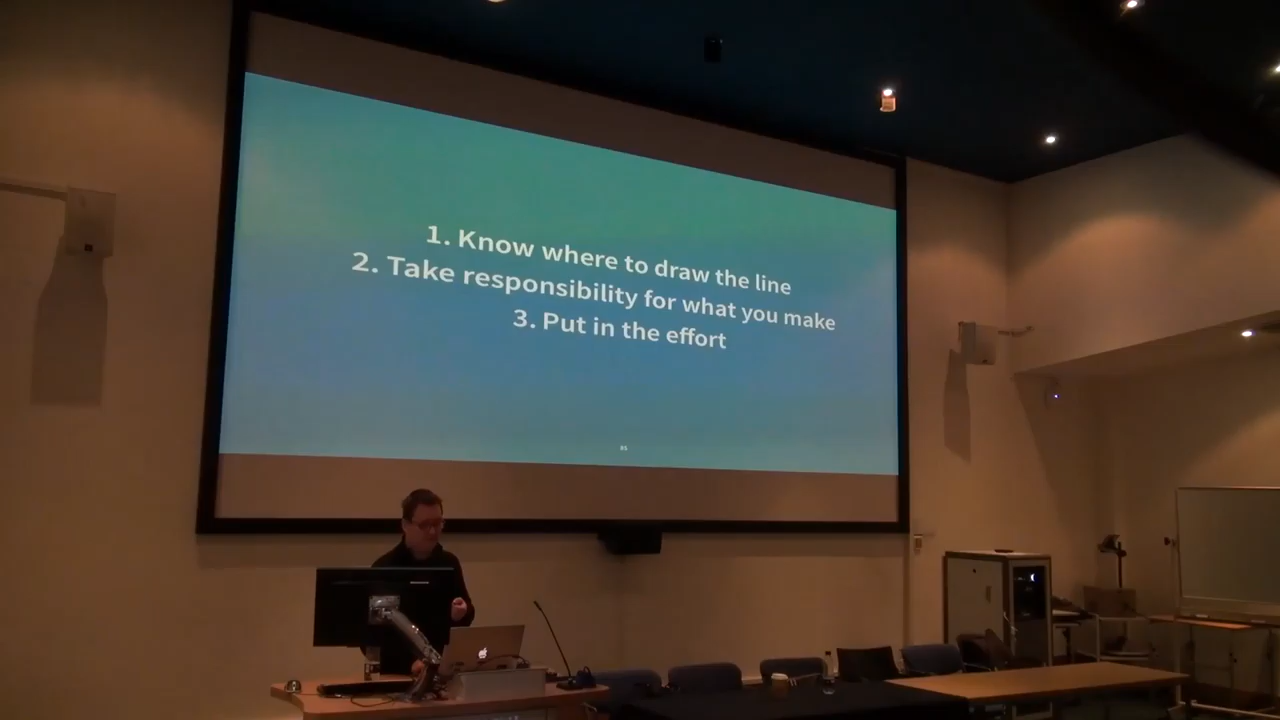 1. Know where to draw the line
2. Take responsibility for what you make
3. Put in the effort